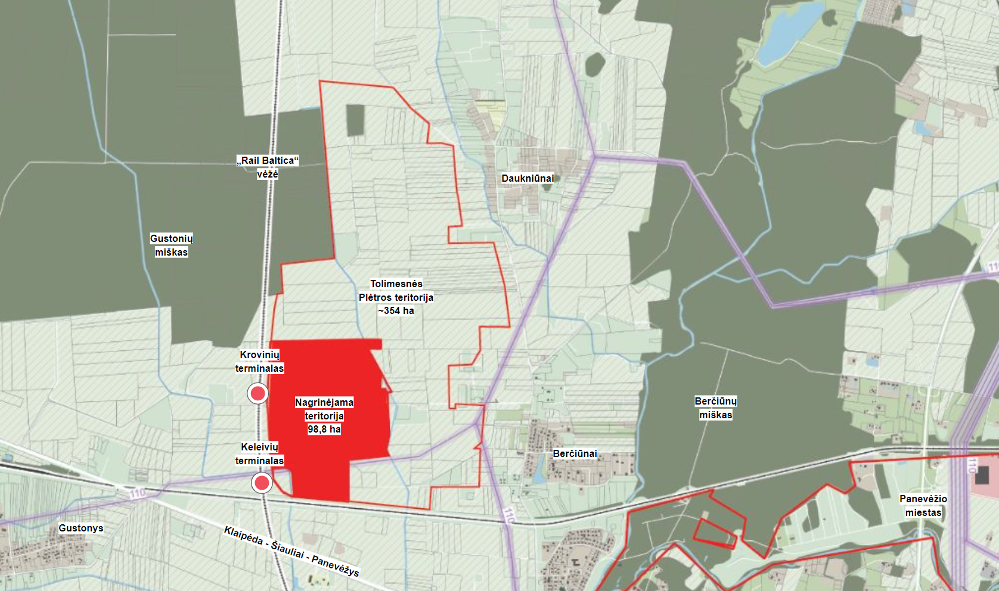 „Rail Baltica“
vėžė
Daukniūnai
Gustonių
miškas
Tolimesnės
Plėtros teritorija
~354 ha
Krovinių
terminalas
Nagrinėjama
teritorija
98,8 ha
Berčiūnų
miškas
Keleivių
terminalas
Berčiūnai
110
110
110
Panevėžio
miestas
Gustonys
Klaipėda - Šiauliai - Panevėžys